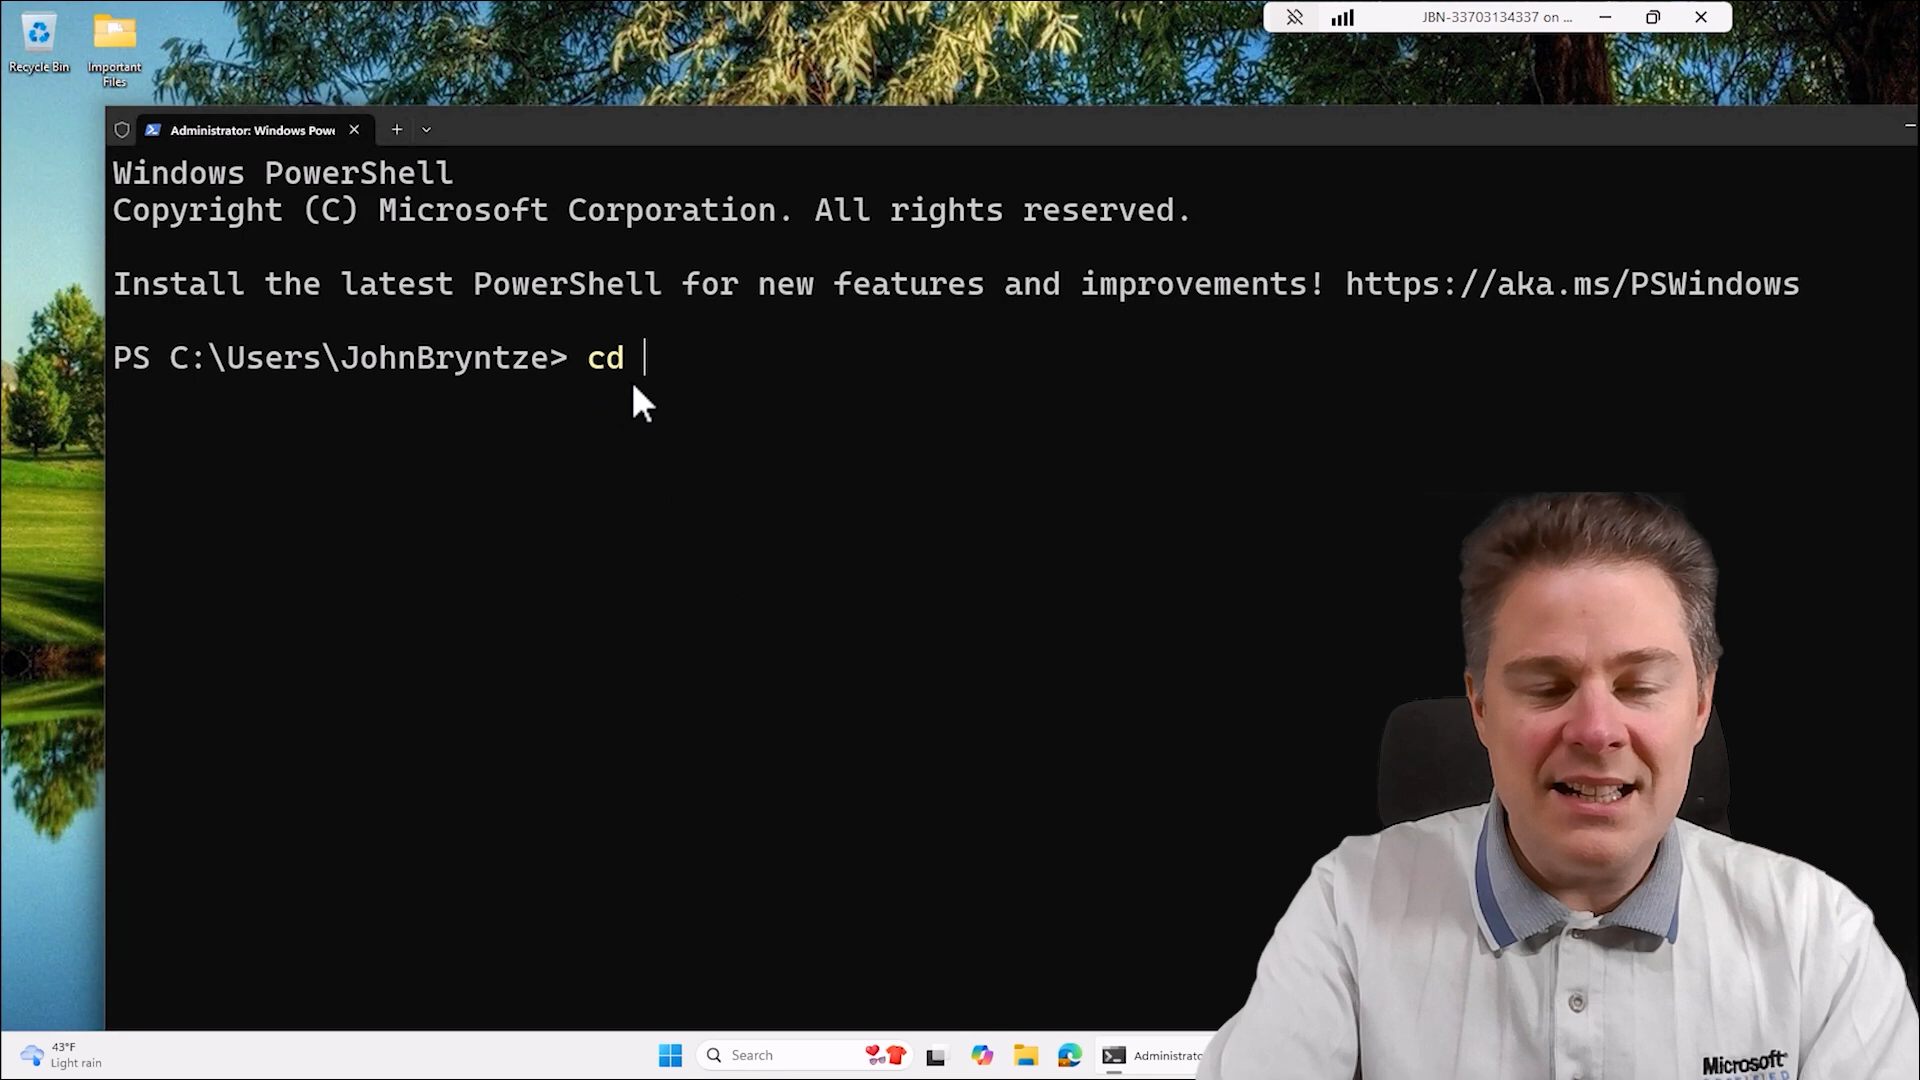 JBN-33703134337 on ...
Recycle Bin
Important
Files
Administrator: Windows Powe
Windows PowerShell
Copyright (C) Microsoft Corporation. All rights reserved.
Install the latest PowerShell for new features and improvements! https://aka.ms/PSWindows
PS C:\Users\JohnBryntze> cd
43°F
Light rain
Search
Administrato
Microsoft
CERTIFIED